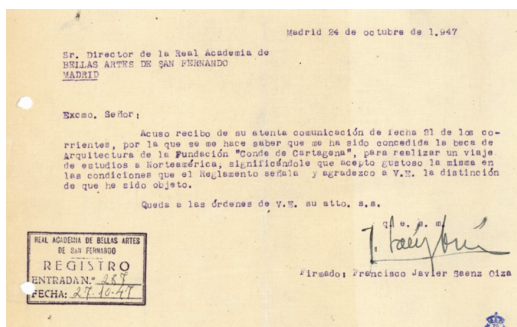 Madrid 24 de octubre de 1.947
Sr. Director de la Real Academia de
BELLAS ARTES DE SAN FERNANDO
MADRID
Excmo. Señor:
Acuso recibo de su atenta comunicación de fecha 21 de los co-
rrientes, por la que se me hace saber que me ha sido concedida la beca de
Arquitectura de la Fundación "Conde de Cartagena", para realizar un viaje
de estudios a Norteamérica, significándole que acepto gustoso la misma en
las condiciones que el Reglamento señala y agradezco a V.E. la distinción
de que he sido objeto.
Queda a las órdenes de V.E. su atto. s.s.
q. e. s. m.
Firmado: Francisco Javier Saenz Oiza
REAL ACADEMIA DE BELLAS ARTES
DE SAN FERNANDO
REGISTRO
ENTRADA N.º 287
FECHA: 27-10-47